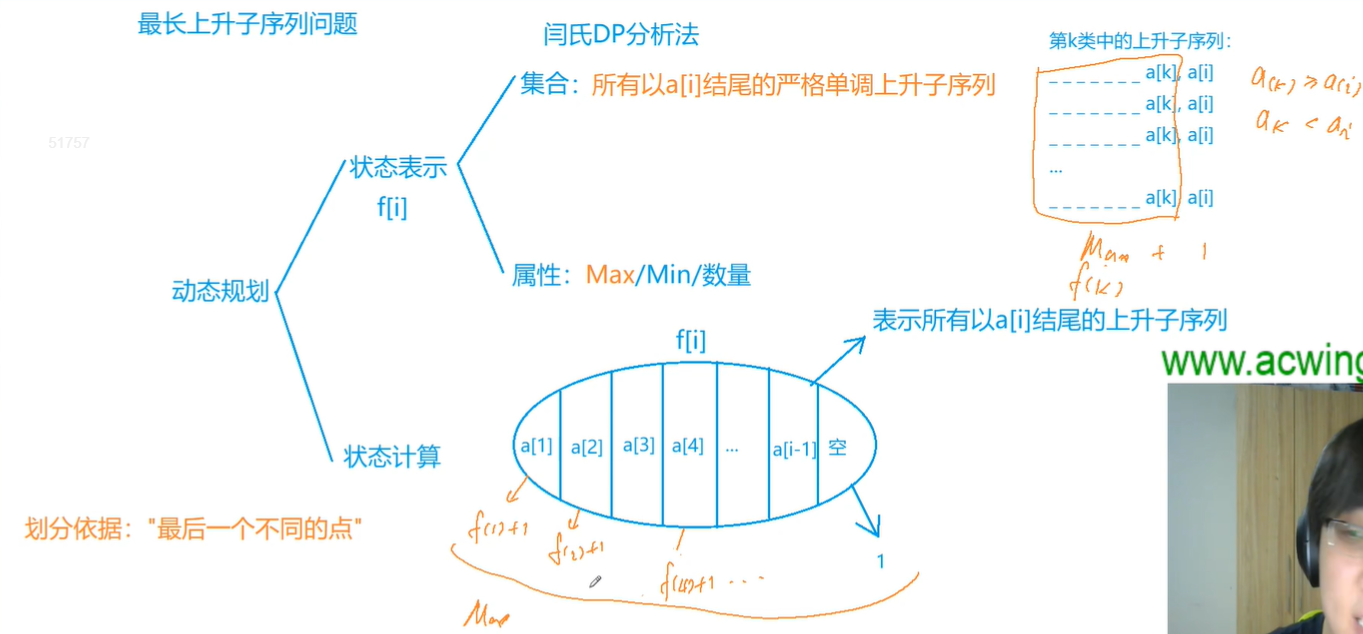 最长上升子序列问题
闫氏DP分析法
集合：所有以a[i]结尾的严格单调上升子序列
51757
状态表示
f[i]
属性：Max/Min/数量
动态规划
状态计算
划分依据："最后一个不同的点"
第k类中的上升子序列：
_ _ _ _ _ _ _ a[k], a[i]
_ _ _ _ _ _ _ a[k], a[i]
_ _ _ _ _ _ _ a[k], a[i]
...
_ _ _ _ _ _ _ a[k], a[i]
a(k) ≥ a(i)
ak < ai
Max + 1
f(k)
表示所有以a[i]结尾的上升子序列
f[i]
a[1] a[2] a[3] a[4] ... a[i-1] 空
f(1)+1
f(2)+1
f(4)+1 ...
1
Max
www.acwing